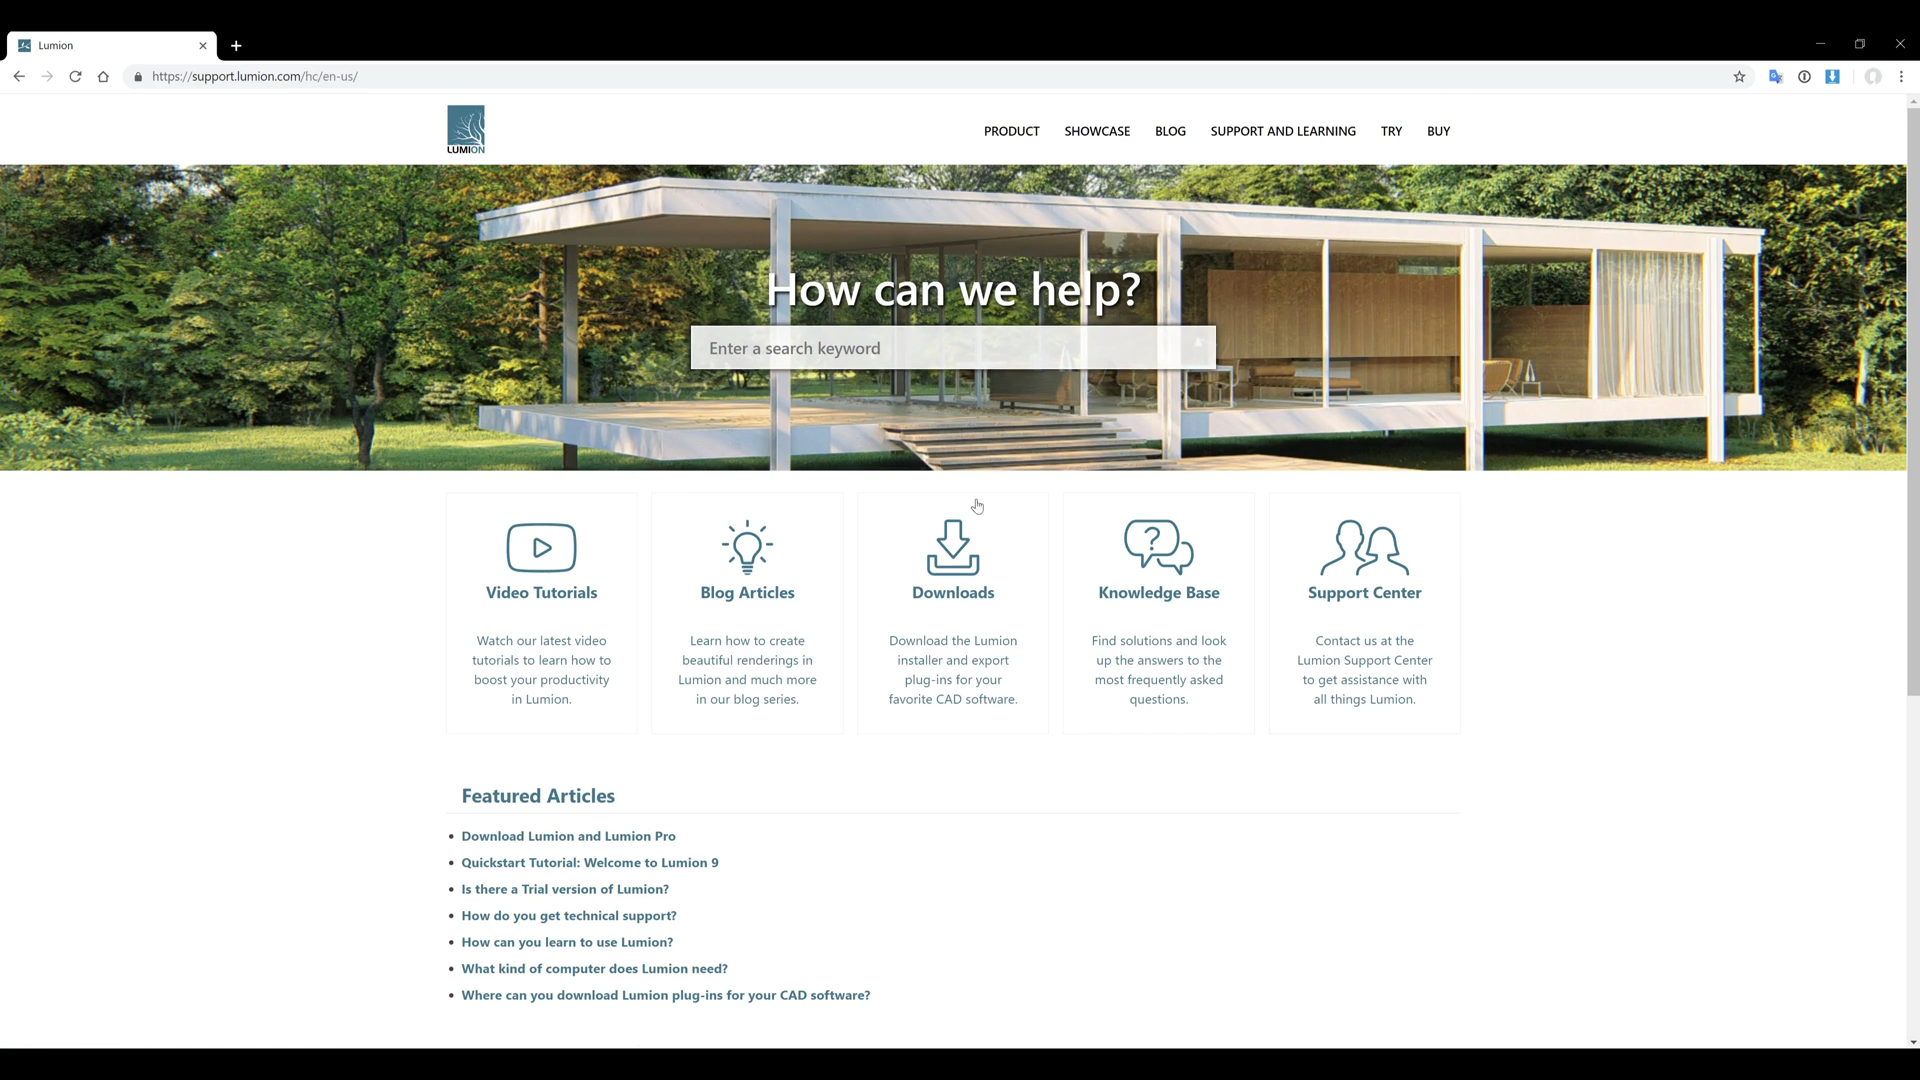 Lumion
https://support.lumion.com/hc/en-us/
LUMION
PRODUCT SHOWCASE BLOG SUPPORT AND LEARNING TRY BUY
How can we help?
Enter a search keyword
Video Tutorials
Watch our latest video
tutorials to learn how to
boost your productivity
in Lumion.
Blog Articles
Learn how to create
beautiful renderings in
Lumion and much more
in our blog series.
Downloads
Download the Lumion
installer and export
plug-ins for your
favorite CAD software.
Knowledge Base
Find solutions and look
up the answers to the
most frequently asked
questions.
Support Center
Contact us at the
Lumion Support Center
to get assistance with
all things Lumion.
Featured Articles
• Download Lumion and Lumion Pro
• Quickstart Tutorial: Welcome to Lumion 9
• Is there a Trial version of Lumion?
• How do you get technical support?
• How can you learn to use Lumion?
• What kind of computer does Lumion need?
• Where can you download Lumion plug-ins for your CAD software?